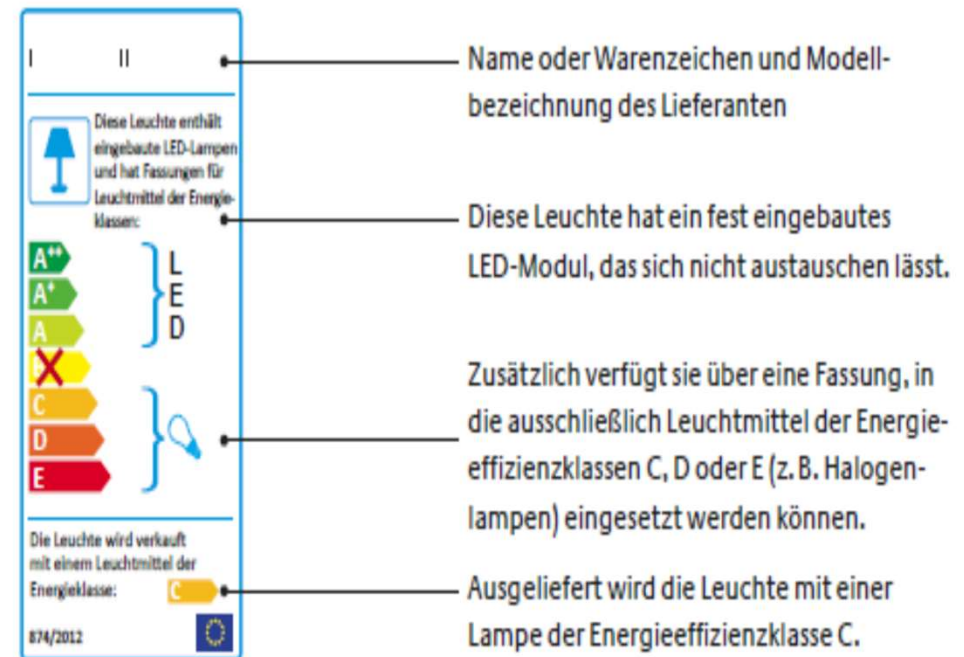 I II
Diese Leuchte enthält
eingebaute LED-Lampen
und hat Fassungen für
Leuchtmittel der Energie-
klassen:
A++
A+
A
L
E
D
C
D
E
Die Leuchte wird verkauft
mit einem Leuchtmittel der
Energieklasse: C
874/2012
Name oder Warenzeichen und Modell-
bezeichnung des Lieferanten
Diese Leuchte hat ein fest eingebautes
LED-Modul, das sich nicht austauschen lässt.
Zusätzlich verfügt sie über eine Fassung, in
die ausschließlich Leuchtmittel der Energie-
effizienzklassen C, D oder E (z. B. Halogen-
lampen) eingesetzt werden können.
Ausgeliefert wird die Leuchte mit einer
Lampe der Energieeffizienzklasse C.